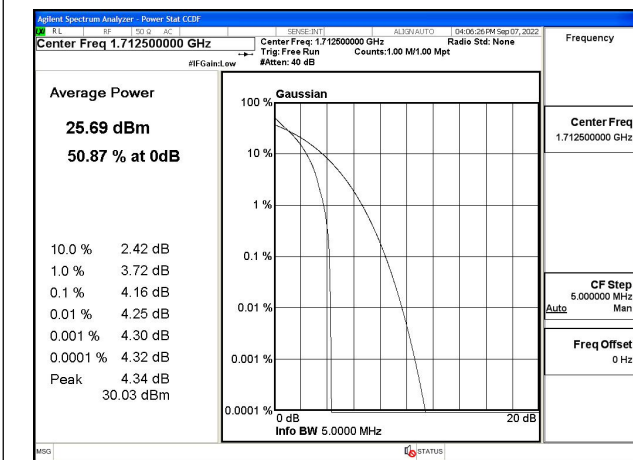 Agilent Spectrum Analyzer - Power Stat CCDF
RL RF 50 Ω AC SENSE:INT ALIGN AUTO 04:06:26 PM Sep 07, 2022
Center Freq 1.712500000 GHz
Center Freq: 1.712500000 GHz Radio Std: None
Trig: Free Run Counts:1.00 M/1.00 Mpt
#IFGain:Low #Atten: 40 dB
Frequency
Average Power
25.69 dBm
50.87 % at 0dB
10.0 % 2.42 dB
1.0 % 3.72 dB
0.1 % 4.16 dB
0.01 % 4.25 dB
0.001 % 4.30 dB
0.0001 % 4.32 dB
Peak 4.34 dB
30.03 dBm
Gaussian
100 %
10 %
1 %
0.1 %
0.01 %
0.001 %
0.0001 %
0 dB 20 dB
Info BW 5.0000 MHz
Center Freq
1.712500000 GHz
CF Step
5.000000 MHz
Auto Man
Freq Offset
0 Hz
MSG STATUS